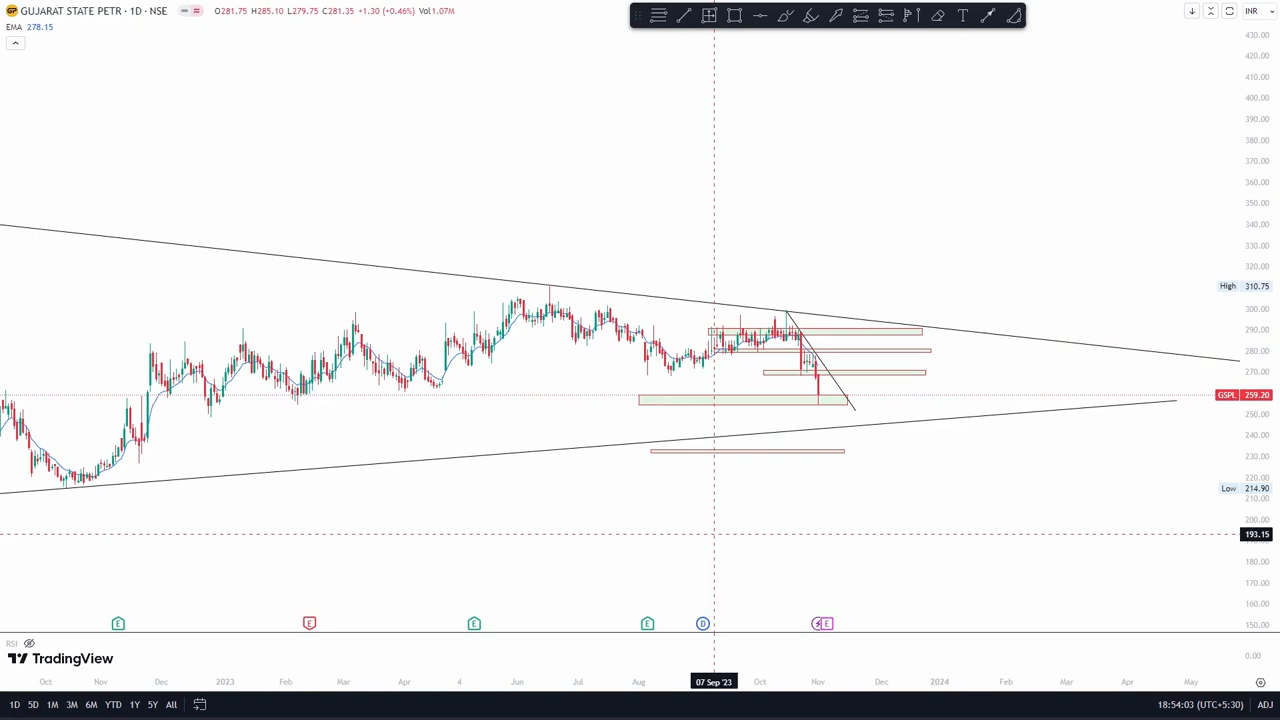 GUJARAT STATE PETR · 1D · NSE O281.75 H285.10 L279.75 C281.35 +1.30 (+0.46%) Vol1.07M
INR
EMA 278.15
430.00
420.00
410.00
400.00
390.00
380.00
370.00
360.00
350.00
340.00
330.00
320.00
High 310.75
300.00
290.00
280.00
270.00
GSPL 259.20
250.00
240.00
230.00
220.00
Low 214.90
210.00
200.00
193.15
180.00
170.00
160.00
150.00
E E E E D E
RSI
0.00
TradingView
Oct Nov Dec 2023 Feb Mar Apr 4 Jun Jul Aug 07 Sep '23 Oct Nov Dec 2024 Feb Mar Apr May
1D 5D 1M 3M 6M YTD 1Y 5Y All 18:54:03 (UTC+5:30) ADJ